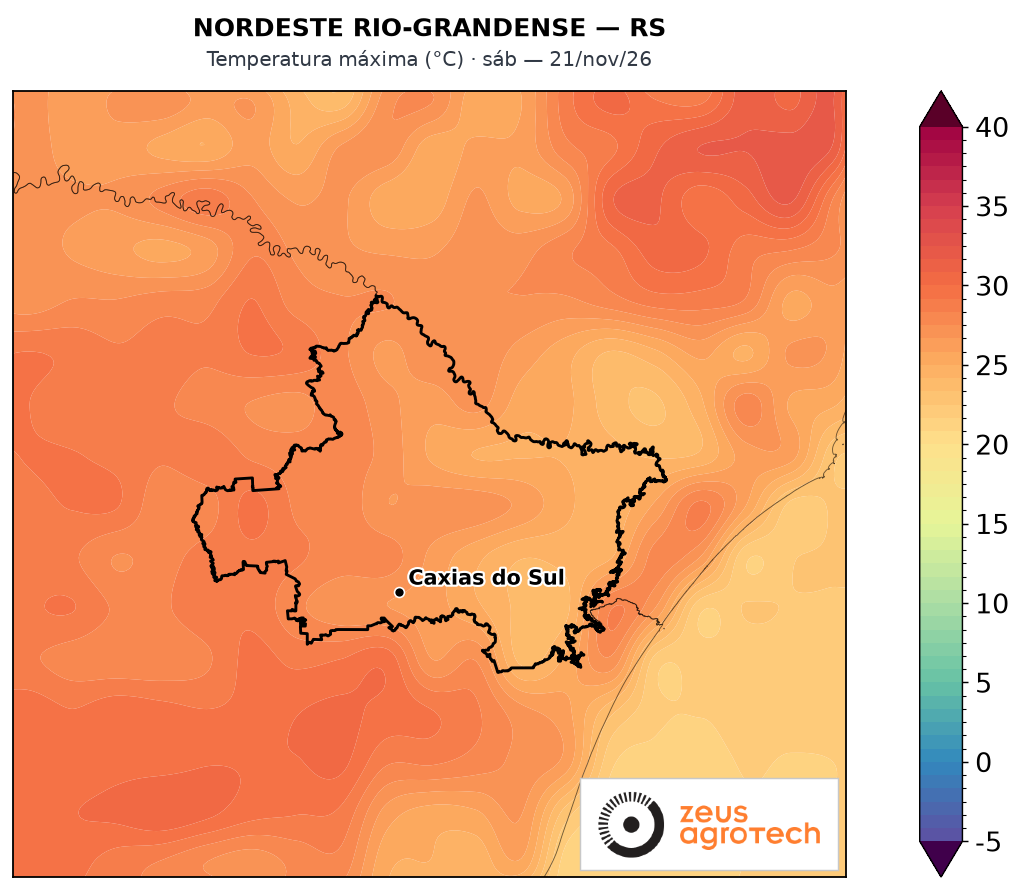 NORDESTE RIO-GRANDENSE — RS
Temperatura máxima (°C) · sáb — 21/nov/26
40
35
30
25
20
15
10
5
0
-5
Caxias do Sul
zeus
agrotech